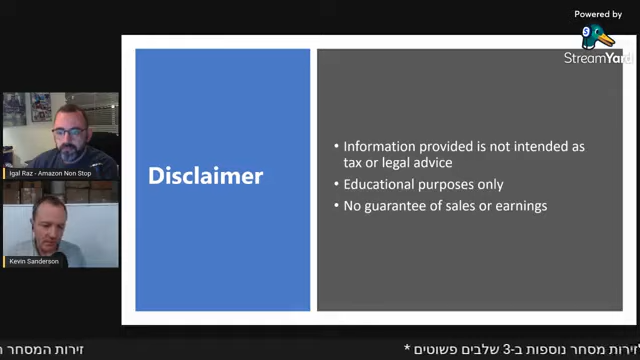 Powered by
StreamYard
Disclaimer
• Information provided is not intended as
tax or legal advice
• Educational purposes only
• No guarantee of sales or earnings
Igal Raz - Amazon Non Stop
Kevin Sanderson
זירות המסחר
לזירות מסחר נוספות ב-3 שלבים פשוטים *